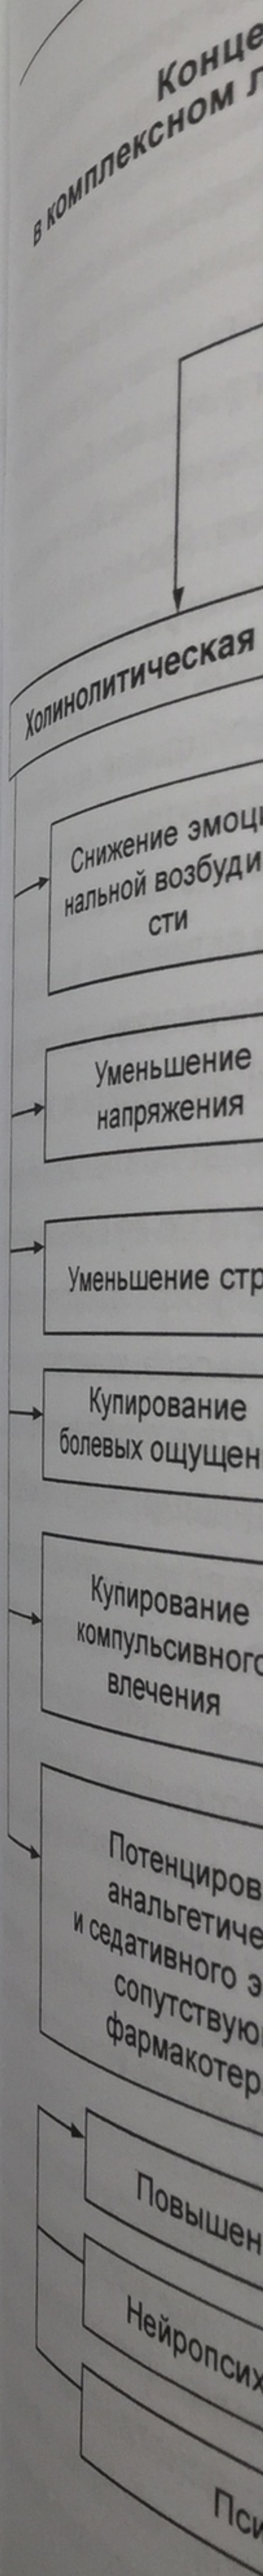 Конце
в комплексном л
Холинолитическая
Снижение эмоци
нальной возбуди
сти
Уменьшение
напряжения
Уменьшение стр
Купирование
болевых ощущен
Купирование
компульсивного
влечения
Потенциров
анальгетиче
и седативного э
сопутствую
фармакотер
Повышен
Нейропсих
Пси